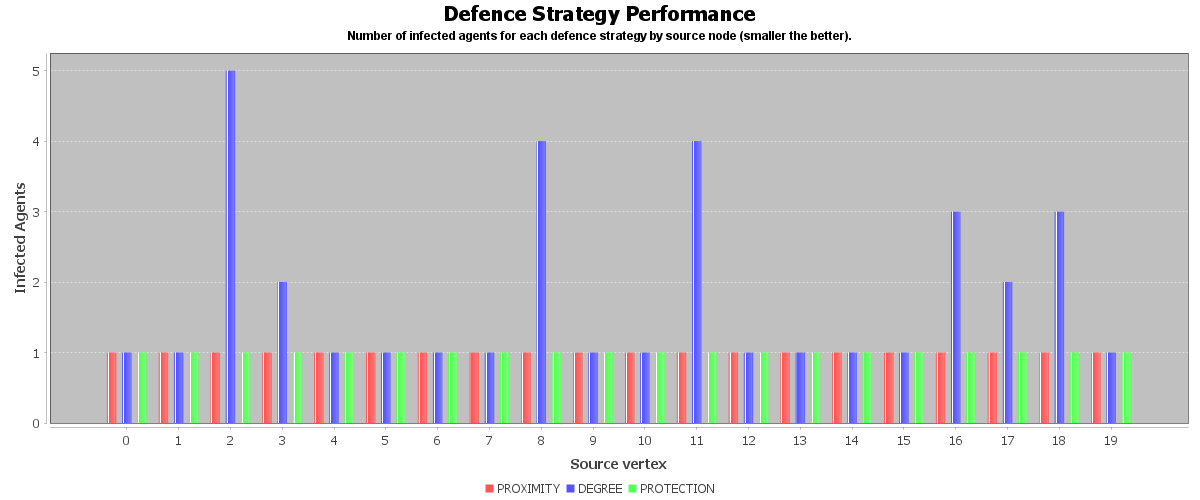 Defence Strategy Performance
Number of infected agents for each defence strategy by source node (smaller the better).
Infected Agents
5
4
3
2
1
0
0 1 2 3 4 5 6 7 8 9 10 11 12 13 14 15 16 17 18 19
Source vertex
PROXIMITY DEGREE PROTECTION